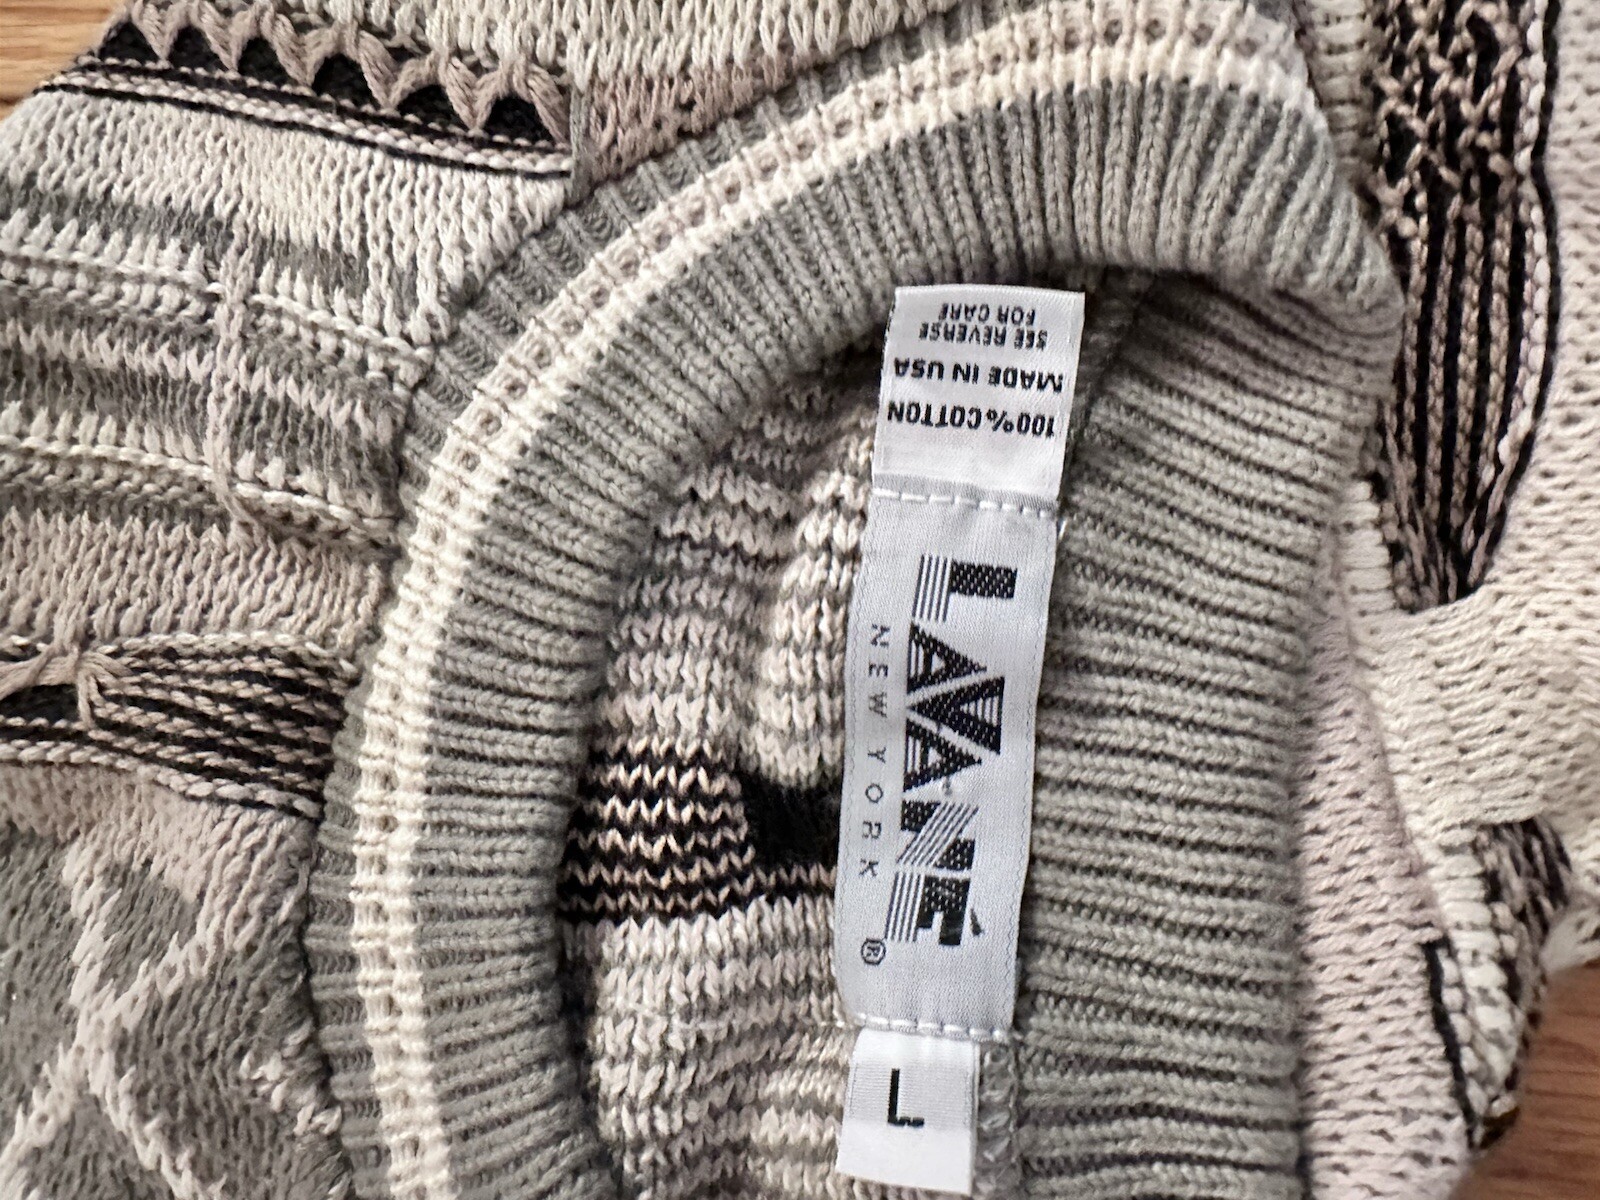 100% COTTON
MADE IN USA
SEE REVERSE
FOR CARE
LAVANÉ
NEW YORK
®
L